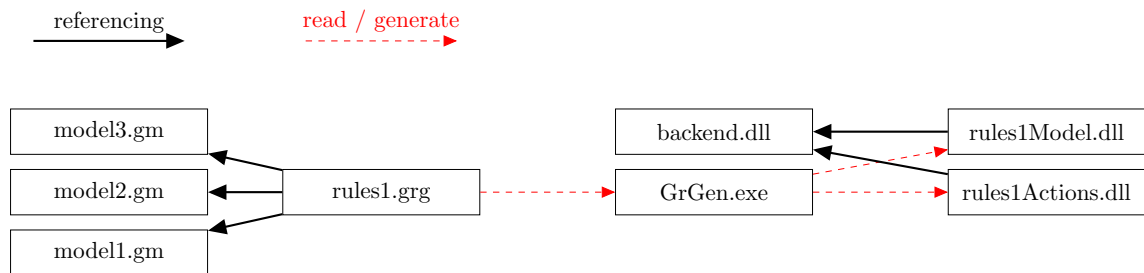 referencing
read / generate
model3.gm
backend.dll
rules1Model.dll
model2.gm
rules1.grg
GrGen.exe
rules1Actions.dll
model1.gm